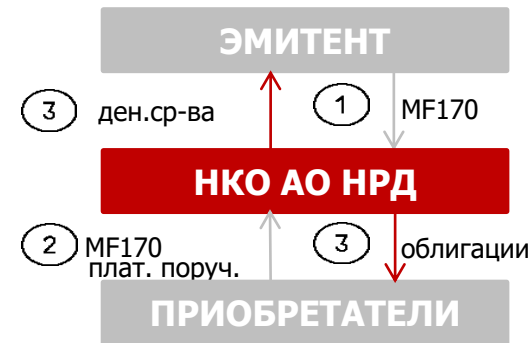 ЭМИТЕНТ
3 ден.ср-ва 1 MF170
НКО АО НРД
2 MF170 3 облигации
плат. поруч.
ПРИОБРЕТАТЕЛИ